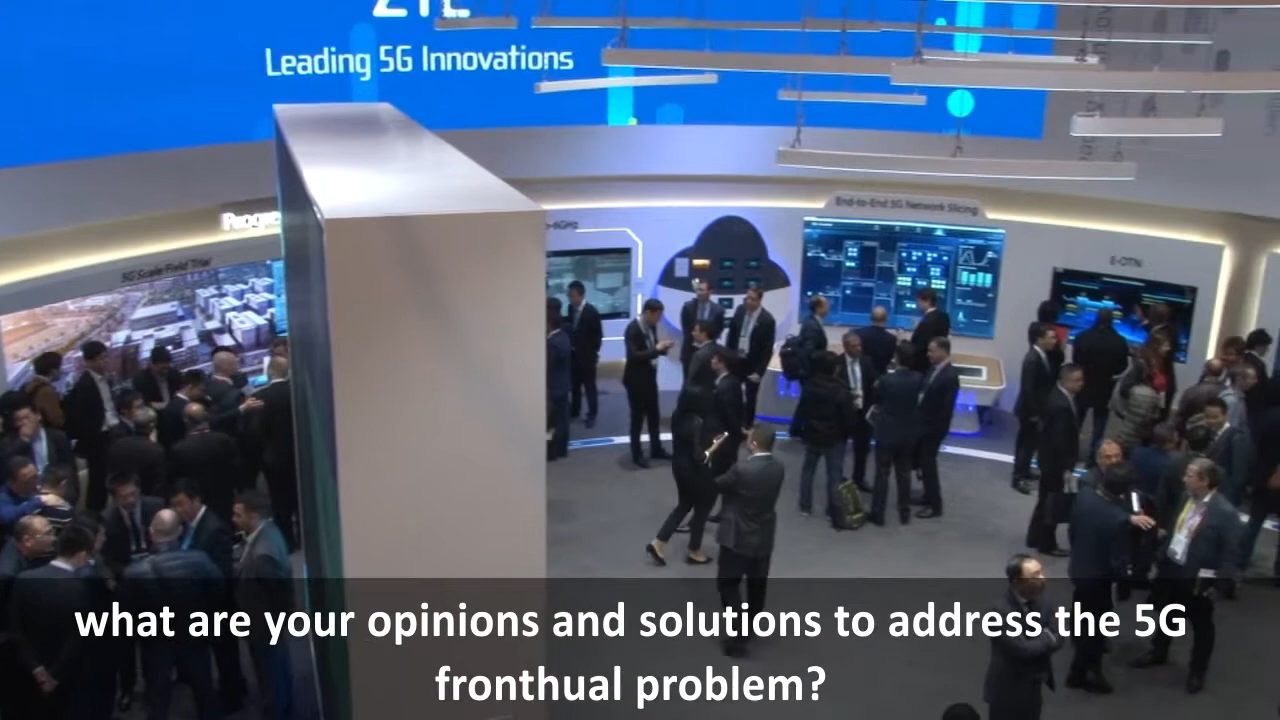 ZTE
Leading 5G Innovations
5G Scale Field Trial
End-to-End 5G Network Slicing
E-OTN
what are your opinions and solutions to address the 5G
fronthual problem?